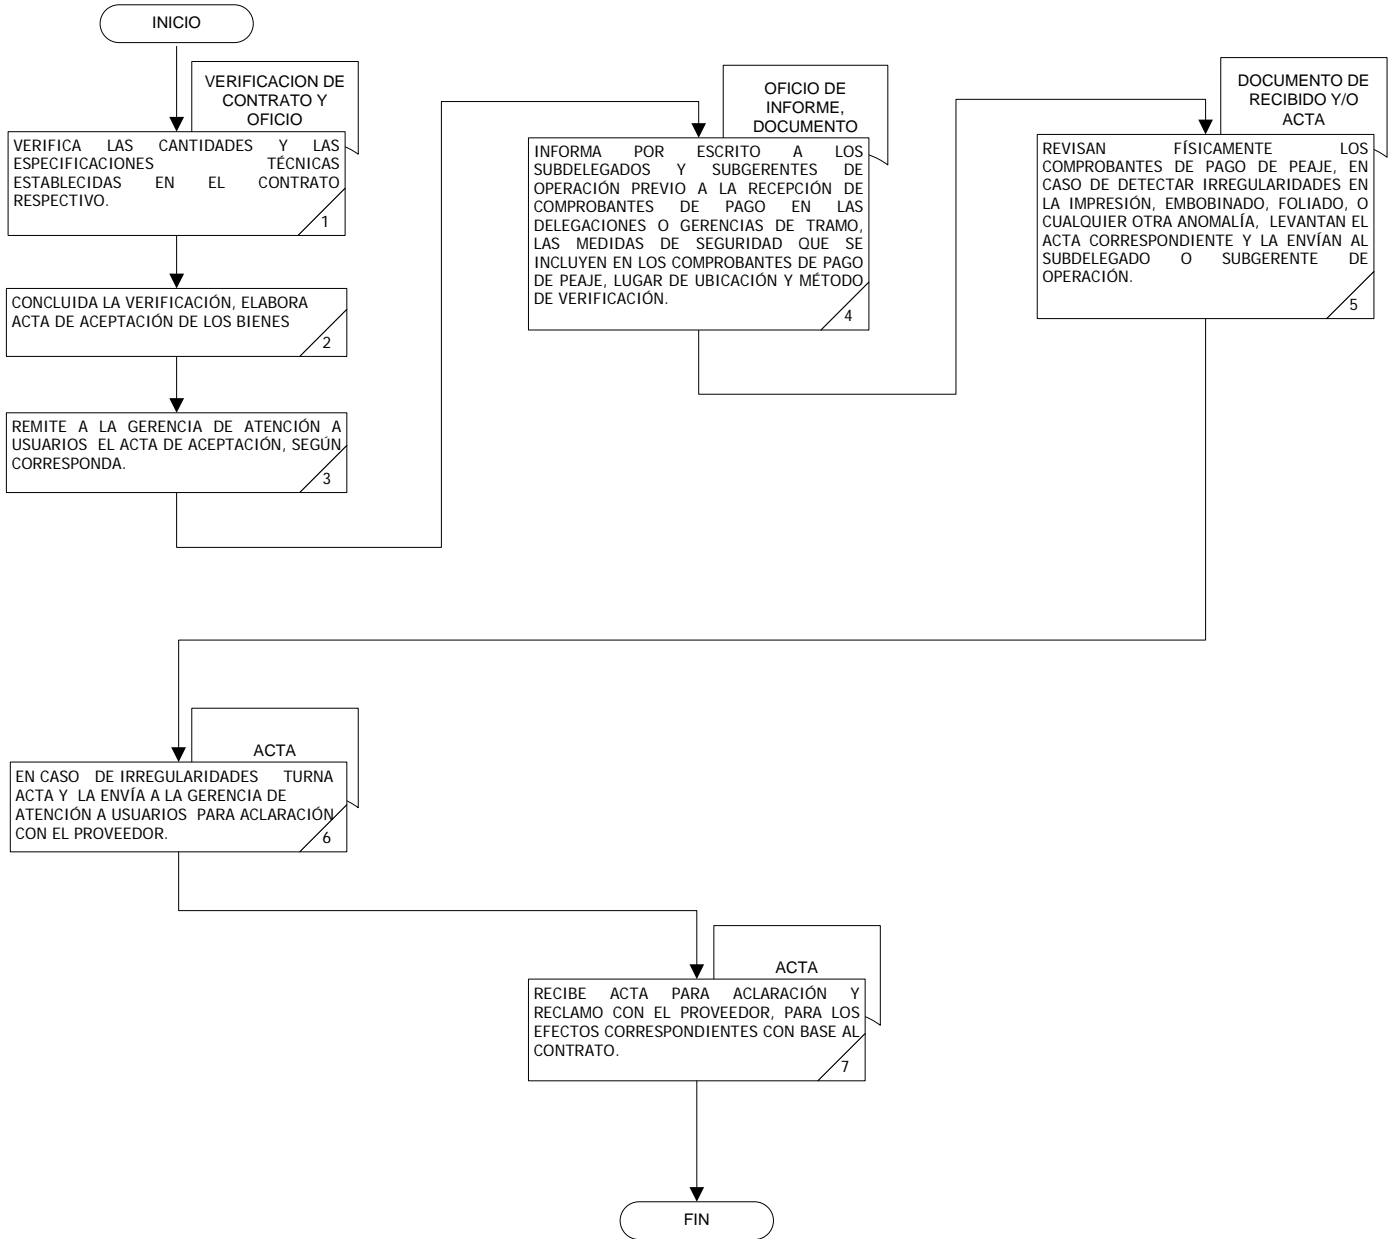 INICIO
VERIFICACION DE
CONTRATO Y
OFICIO
VERIFICA LAS CANTIDADES Y LAS
ESPECIFICACIONES TÉCNICAS
ESTABLECIDAS EN EL CONTRATO
RESPECTIVO.
1
CONCLUIDA LA VERIFICACIÓN, ELABORA
ACTA DE ACEPTACIÓN DE LOS BIENES
2
REMITE A LA GERENCIA DE ATENCIÓN A
USUARIOS EL ACTA DE ACEPTACIÓN, SEGÚN
CORRESPONDA.
3
OFICIO DE
INFORME,
DOCUMENTO
INFORMA POR ESCRITO A LOS
SUBDELEGADOS Y SUBGERENTES DE
OPERACIÓN PREVIO A LA RECEPCIÓN DE
COMPROBANTES DE PAGO EN LAS
DELEGACIONES O GERENCIAS DE TRAMO,
LAS MEDIDAS DE SEGURIDAD QUE SE
INCLUYEN EN LOS COMPROBANTES DE PAGO
DE PEAJE, LUGAR DE UBICACIÓN Y MÉTODO
DE VERIFICACIÓN.
4
DOCUMENTO DE
RECIBIDO Y/O
ACTA
REVISAN FÍSICAMENTE LOS
COMPROBANTES DE PAGO DE PEAJE, EN
CASO DE DETECTAR IRREGULARIDADES EN
LA IMPRESIÓN, EMBOBINADO, FOLIADO, O
CUALQUIER OTRA ANOMALÍA, LEVANTAN EL
ACTA CORRESPONDIENTE Y LA ENVÍAN AL
SUBDELEGADO O SUBGERENTE DE
OPERACIÓN.
5
ACTA
EN CASO DE IRREGULARIDADES TURNA
ACTA Y LA ENVÍA A LA GERENCIA DE
ATENCIÓN A USUARIOS PARA ACLARACIÓN
CON EL PROVEEDOR.
6
ACTA
RECIBE ACTA PARA ACLARACIÓN Y
RECLAMO CON EL PROVEEDOR, PARA LOS
EFECTOS CORRESPONDIENTES CON BASE AL
CONTRATO.
7
FIN